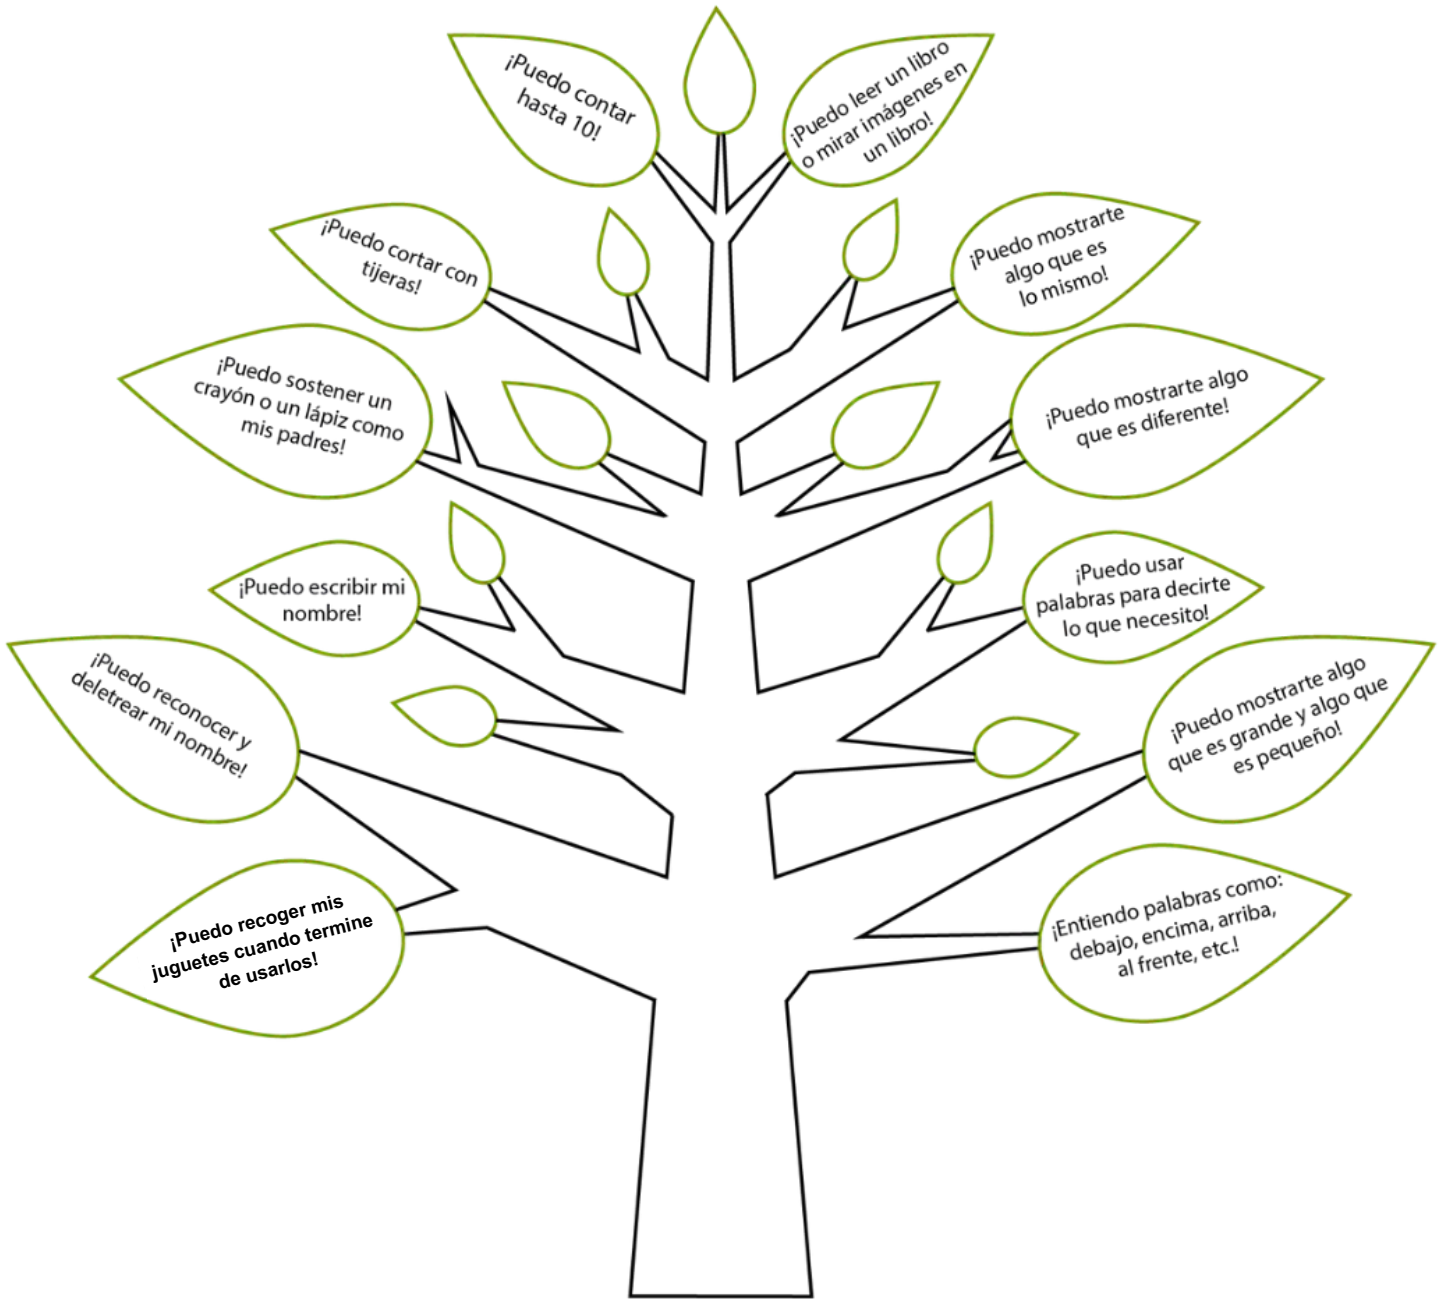 ¡Puedo contar
hasta 10!
¡Puedo leer un libro
o mirar imágenes en
un libro!
¡Puedo cortar con
tijeras!
¡Puedo mostrarte
algo que es
lo mismo!
¡Puedo sostener un
crayón o un lápiz como
mis padres!
¡Puedo mostrarte algo
que es diferente!
¡Puedo escribir mi
nombre!
¡Puedo usar
palabras para decirte
lo que necesito!
¡Puedo reconocer y
deletrear mi nombre!
¡Puedo mostrarte algo
que es grande y algo que
es pequeño!
¡Puedo recoger mis
juguetes cuando termine
de usarlos!
¡Entiendo palabras como:
debajo, encima, arriba,
al frente, etc.!